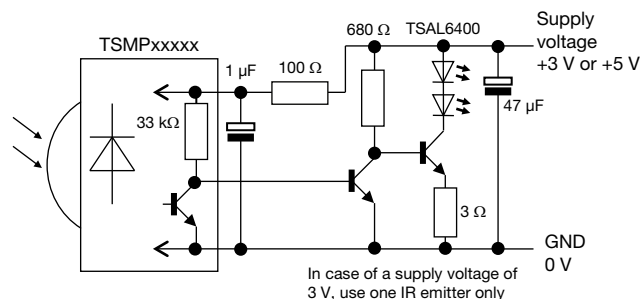 TSMPxxxxx
33 kΩ
1 μF
100 Ω
680 Ω
TSAL6400
47 μF
3 Ω
Supply
voltage
+3 V or +5 V
GND
0 V
In case of a supply voltage of
3 V, use one IR emitter only